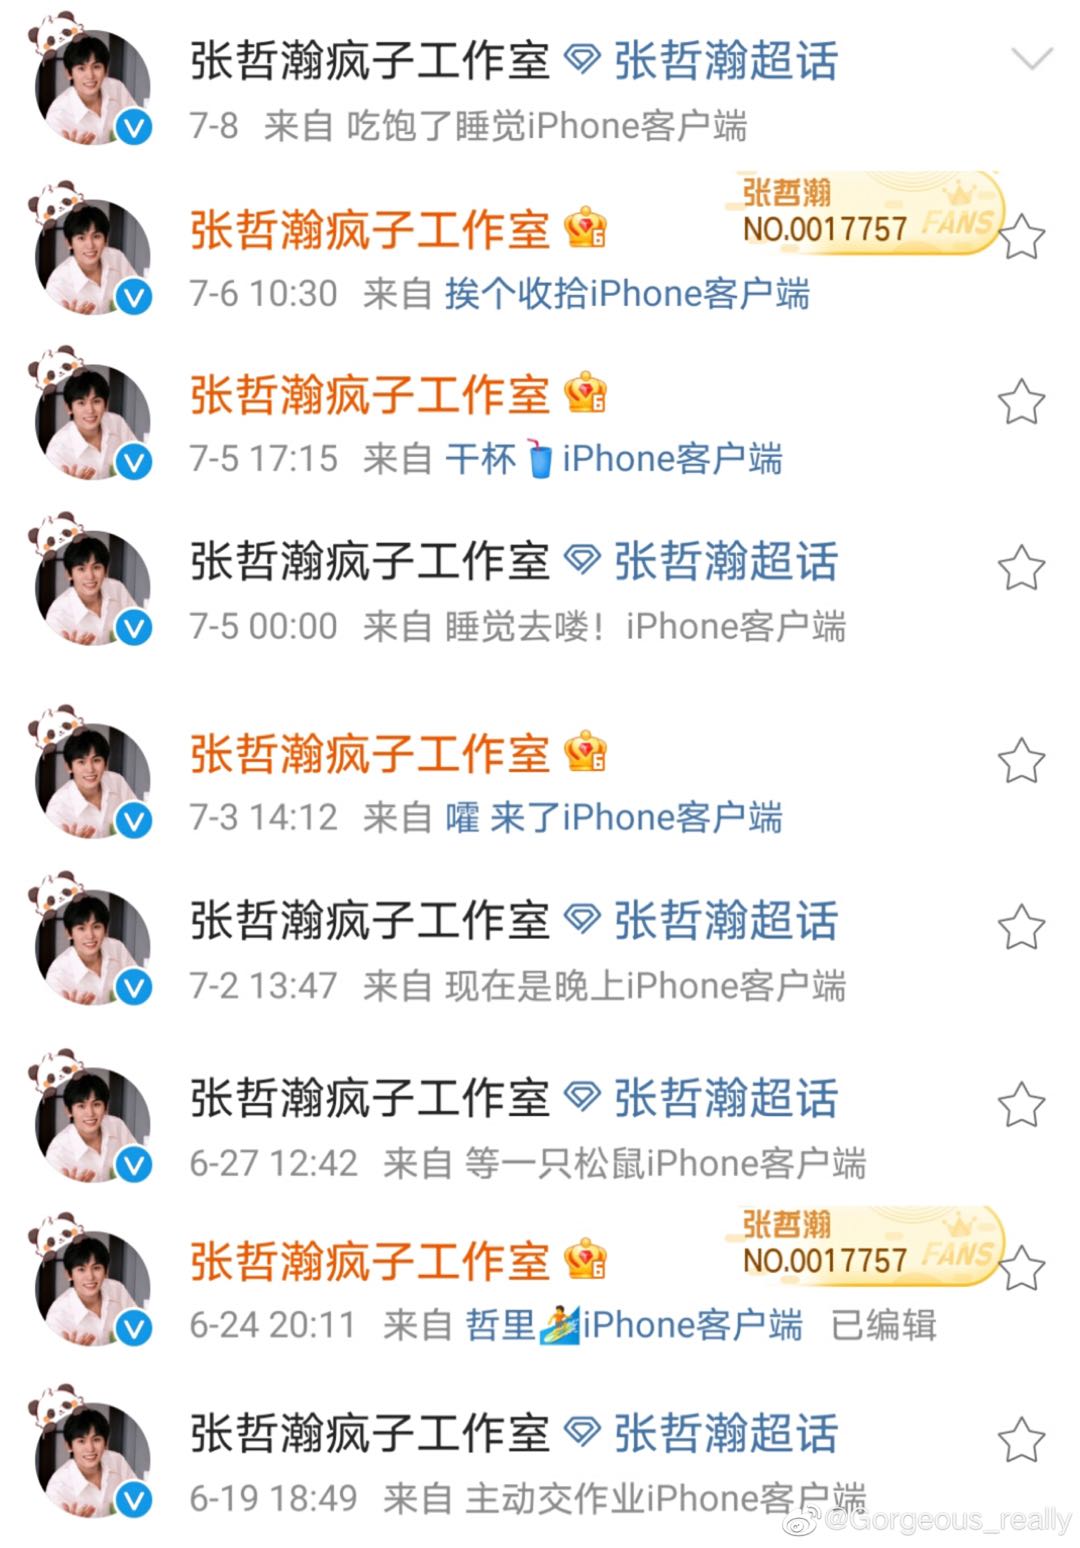 张哲瀚疯子工作室 张哲瀚超话
7-8 来自 吃饱了睡觉iPhone客户端
张哲瀚
张哲瀚疯子工作室 6 NO.0017757 FANS
7-6 10:30 来自 挨个收拾iPhone客户端
张哲瀚疯子工作室 6
7-5 17:15 来自 干杯🥤iPhone客户端
张哲瀚疯子工作室 张哲瀚超话
7-5 00:00 来自 睡觉去喽！iPhone客户端
张哲瀚疯子工作室 6
7-3 14:12 来自 嚯 来了iPhone客户端
张哲瀚疯子工作室 张哲瀚超话
7-2 13:47 来自 现在是晚上iPhone客户端
张哲瀚疯子工作室 张哲瀚超话
6-27 12:42 来自 等一只松鼠iPhone客户端
张哲瀚
张哲瀚疯子工作室 6 NO.0017757 FANS
6-24 20:11 来自 哲里🏄iPhone客户端 已编辑
张哲瀚疯子工作室 张哲瀚超话
6-19 18:49 来自 主动交作业iPhone客户端
@Gorgeous_really